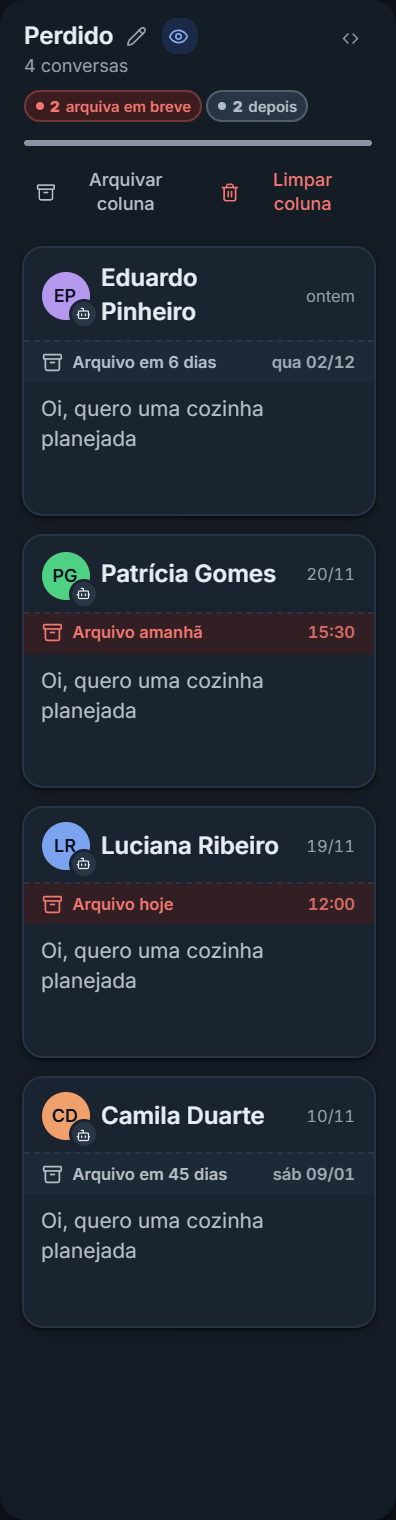 Perdido
4 conversas
2 arquiva em breve 2 depois
Arquivar coluna
Limpar coluna
EP
Eduardo Pinheiro
ontem
Arquivo em 6 dias qua 02/12
Oi, quero uma cozinha
planejada
PG
Patrícia Gomes
20/11
Arquivo amanhã 15:30
Oi, quero uma cozinha
planejada
LR
Luciana Ribeiro
19/11
Arquivo hoje 12:00
Oi, quero uma cozinha
planejada
CD
Camila Duarte
10/11
Arquivo em 45 dias sáb 09/01
Oi, quero uma cozinha
planejada